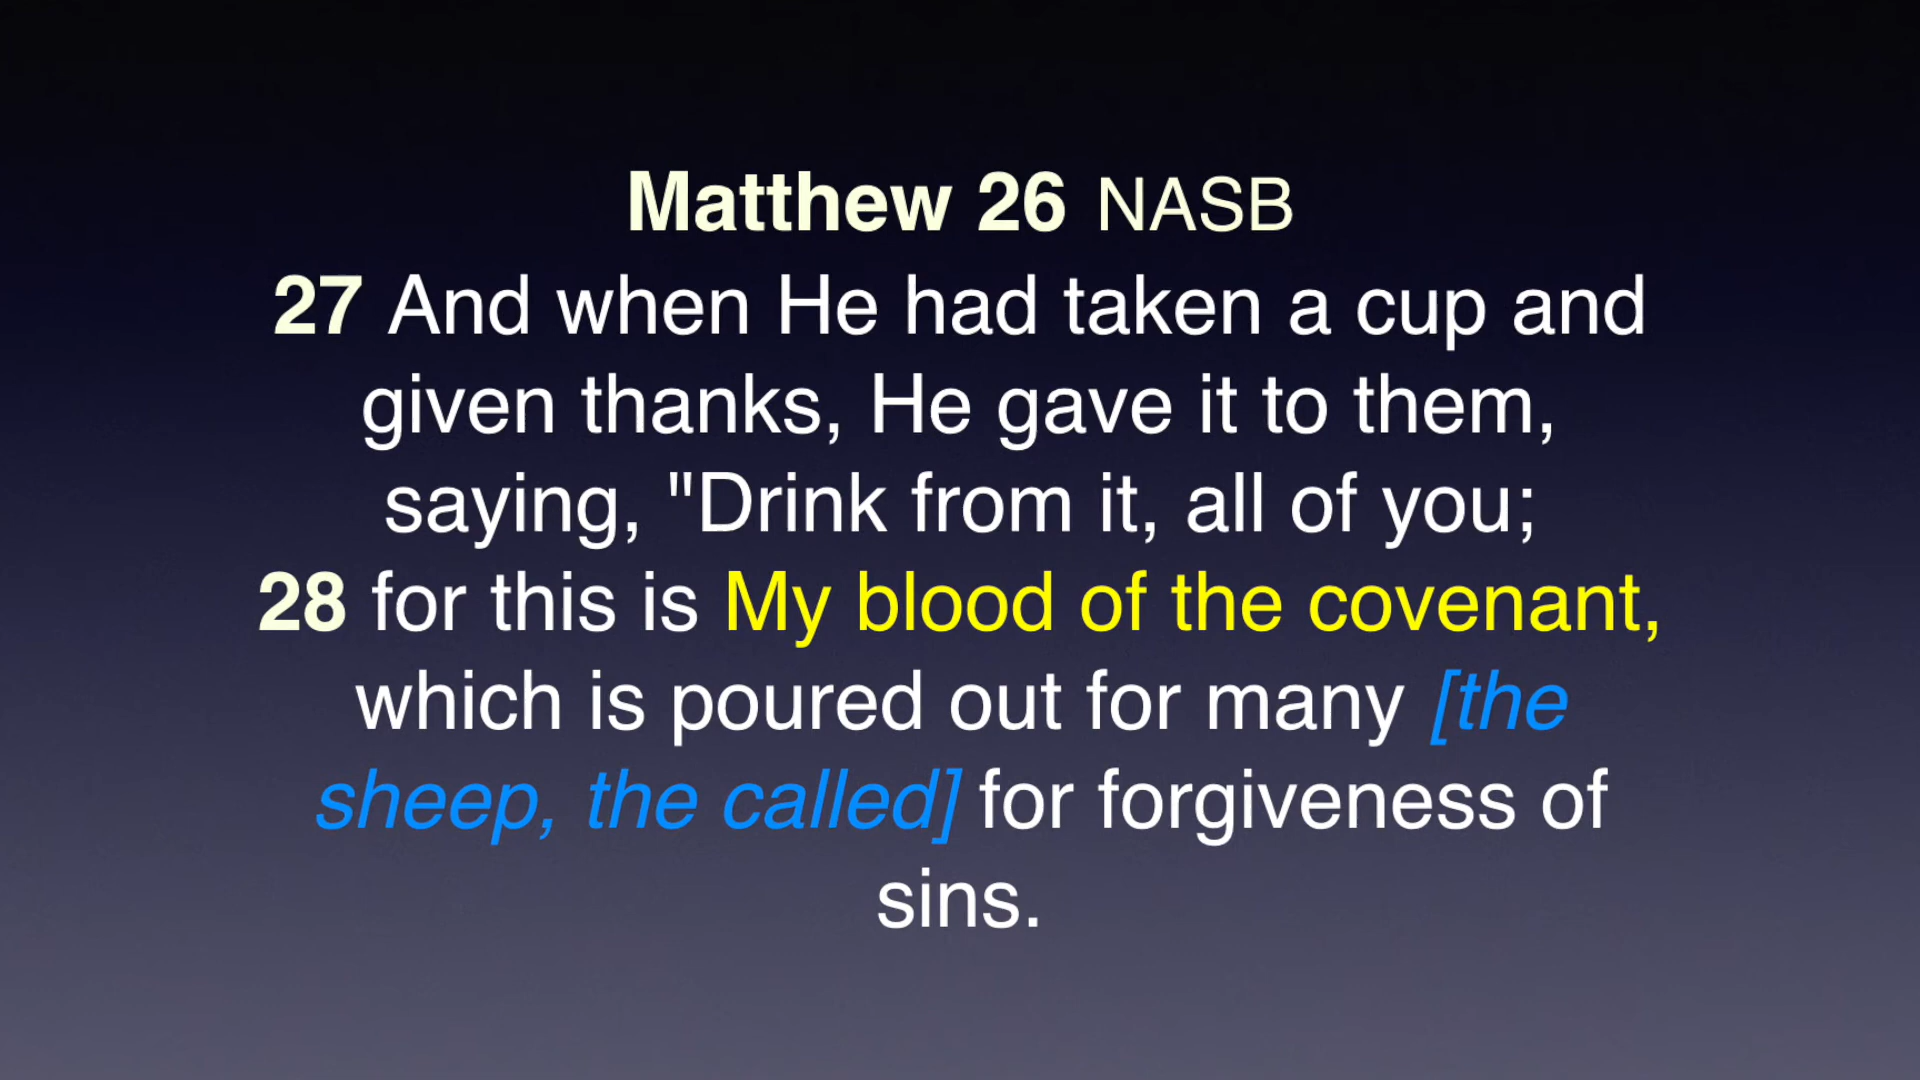 Matthew 26 NASB
27 And when He had taken a cup and
given thanks, He gave it to them,
saying, "Drink from it, all of you;
28 for this is My blood of the covenant,
which is poured out for many [the
sheep, the called] for forgiveness of
sins.